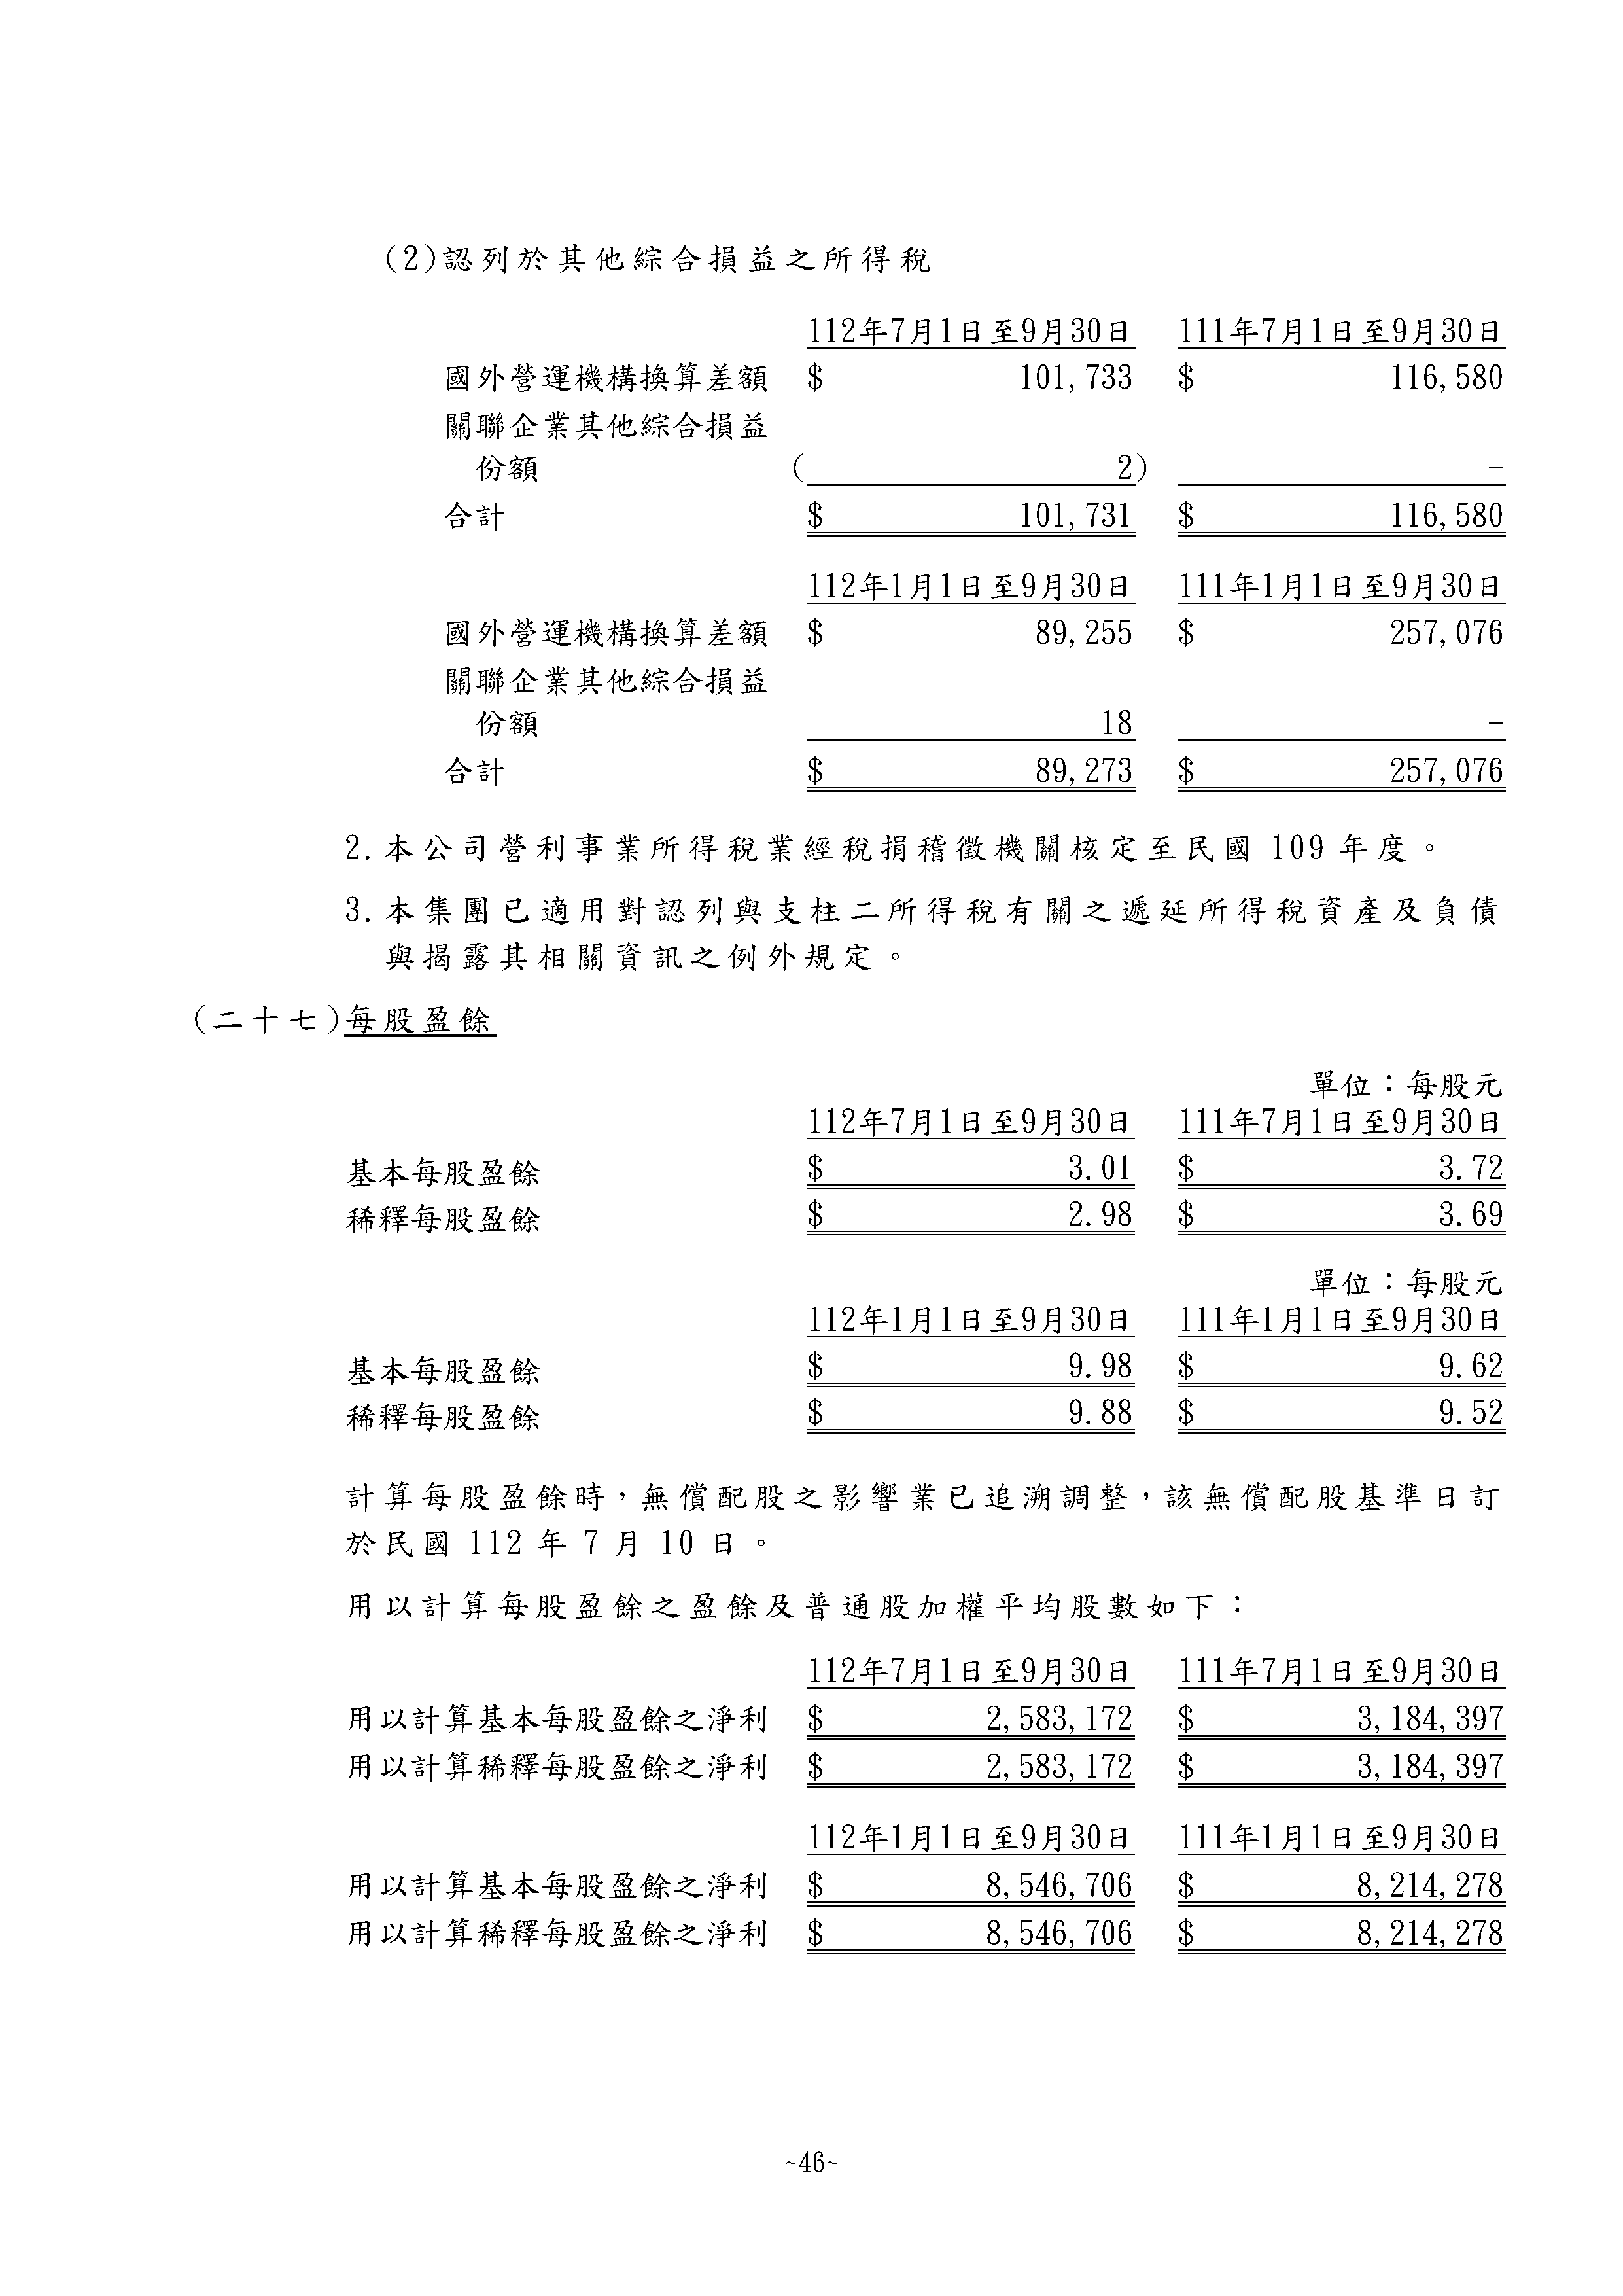 (2)認列於其他綜合損益之所得稅
112年7月1日至9月30日 111年7月1日至9月30日
國外營運機構換算差額 $ 101,733 $ 116,580
關聯企業其他綜合損益
份額 ( 2) -
合計 $ 101,731 $ 116,580
112年1月1日至9月30日 111年1月1日至9月30日
國外營運機構換算差額 $ 89,255 $ 257,076
關聯企業其他綜合損益
份額 18 -
合計 $ 89,273 $ 257,076
2.本公司營利事業所得稅業經稅捐稽徵機關核定至民國 109 年度。
3.本集團已適用對認列與支柱二所得稅有關之遞延所得稅資產及負債
與揭露其相關資訊之例外規定。
(二十七)每股盈餘
單位：每股元
112年7月1日至9月30日 111年7月1日至9月30日
基本每股盈餘 $ 3.01 $ 3.72
稀釋每股盈餘 $ 2.98 $ 3.69
單位：每股元
112年1月1日至9月30日 111年1月1日至9月30日
基本每股盈餘 $ 9.98 $ 9.62
稀釋每股盈餘 $ 9.88 $ 9.52
計算每股盈餘時，無償配股之影響業已追溯調整，該無償配股基準日訂
於民國 112 年 7 月 10 日。
用以計算每股盈餘之盈餘及普通股加權平均股數如下：
112年7月1日至9月30日 111年7月1日至9月30日
用以計算基本每股盈餘之淨利 $ 2,583,172 $ 3,184,397
用以計算稀釋每股盈餘之淨利 $ 2,583,172 $ 3,184,397
112年1月1日至9月30日 111年1月1日至9月30日
用以計算基本每股盈餘之淨利 $ 8,546,706 $ 8,214,278
用以計算稀釋每股盈餘之淨利 $ 8,546,706 $ 8,214,278
~46~